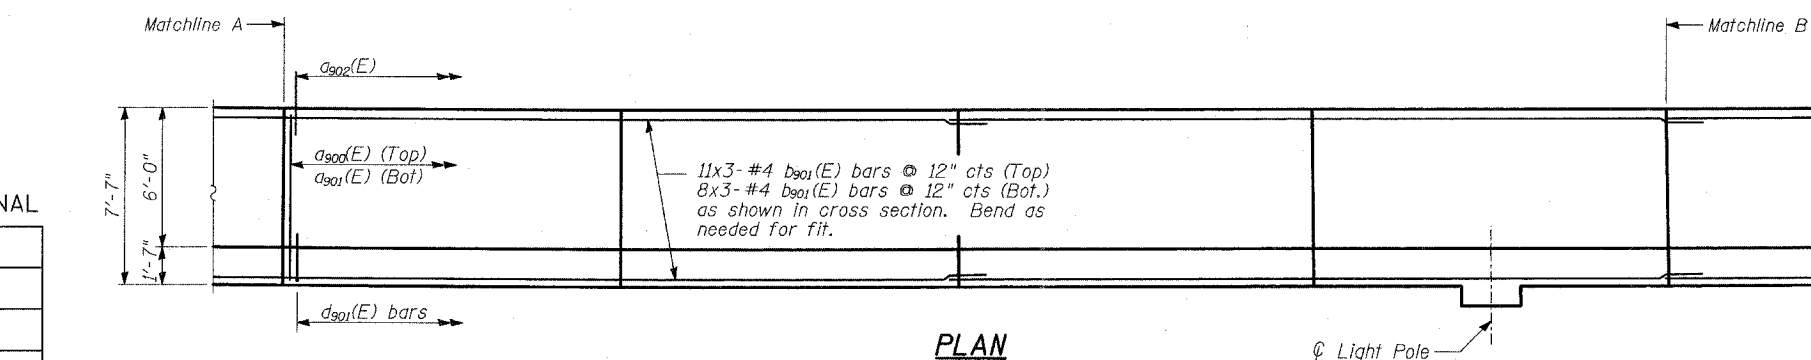 Matchline A
Matchline B
a902(E)
a900(E) (Top)
a901(E) (Bot)
7'-7"
6'-0"
1'-7"
11x3-#4 b901(E) bars @ 12" cts (Top)
8x3-#4 b901(E) bars @ 12" cts (Bot.)
as shown in cross section. Bend as
needed for fit.
NAL
d901(E) bars
PLAN
℄ Light Pole